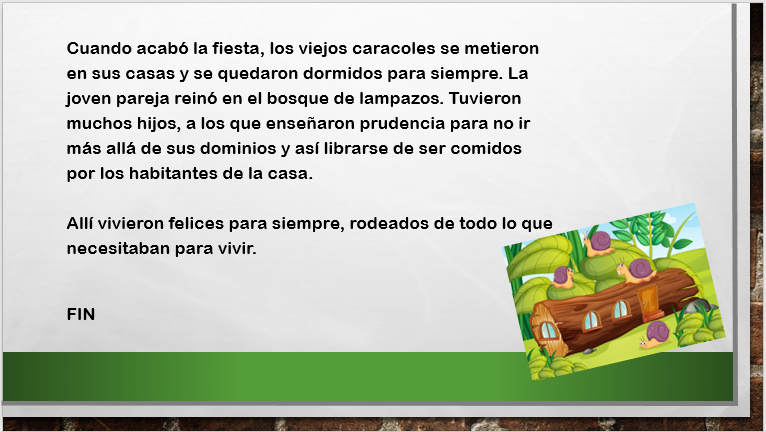 Cuando acabó la fiesta, los viejos caracoles se metieron
en sus casas y se quedaron dormidos para siempre. La
joven pareja reinó en el bosque de lampazos. Tuvieron
muchos hijos, a los que enseñaron prudencia para no ir
más allá de sus dominios y así librarse de ser comidos
por los habitantes de la casa.
Allí vivieron felices para siempre, rodeados de todo lo que
necesitaban para vivir.
FIN